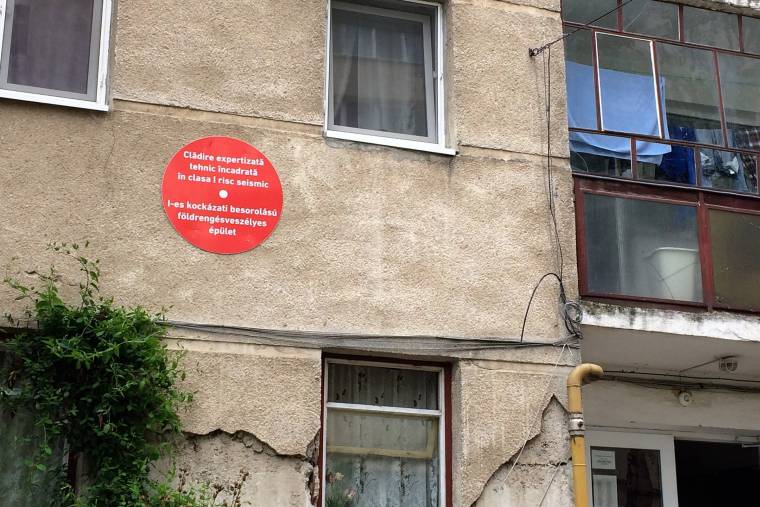 Clădire expertizată
tehnic încadrată
în clasa I risc seismic
I-es kockázati besorolású
földrengésveszélyes
épület